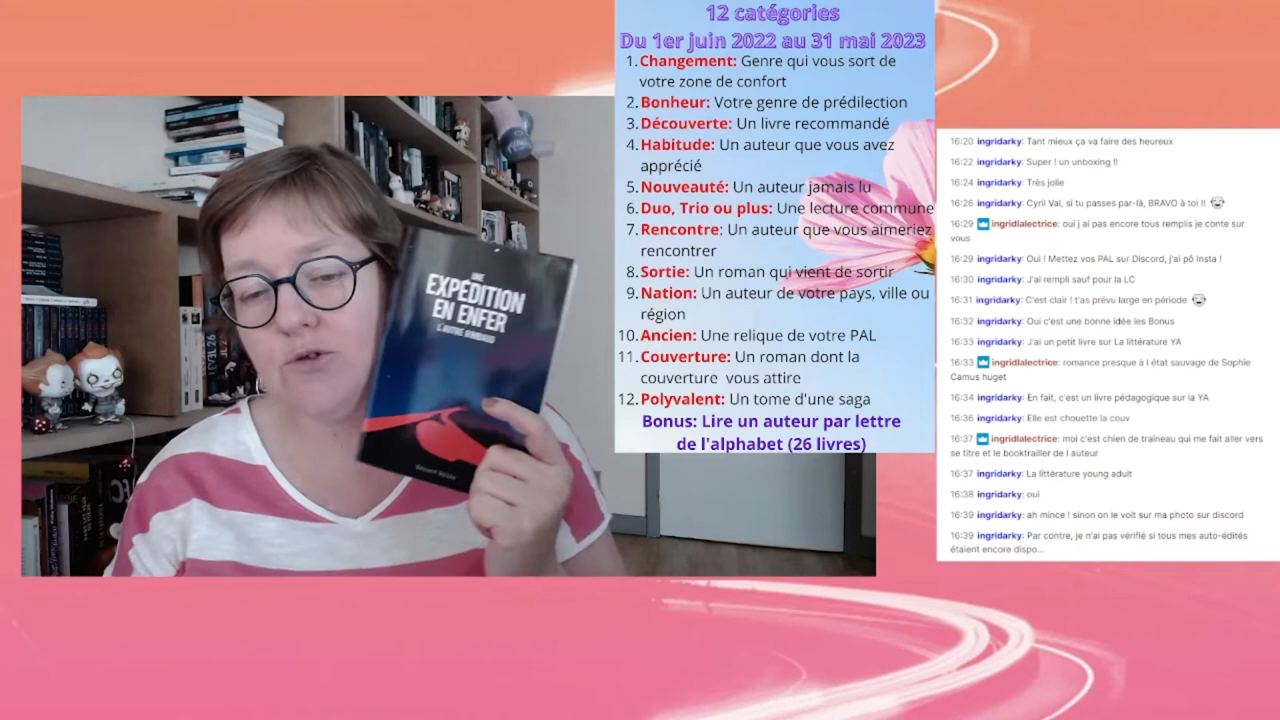 12 catégories
Du 1er juin 2022 au 31 mai 2023
1. Changement: Genre qui vous sort de
votre zone de confort
2. Bonheur: Votre genre de prédilection
3. Découverte: Un livre recommandé
4. Habitude: Un auteur que vous avez
apprécié
5. Nouveauté: Un auteur jamais lu
6. Duo, Trio ou plus: Une lecture commune
7. Rencontre: Un auteur que vous aimeriez
rencontrer
8. Sortie: Un roman qui vient de sortir
9. Nation: Un auteur de votre pays, ville ou
région
10. Ancien: Une relique de votre PAL
11. Couverture: Un roman dont la
couverture vous attire
12. Polyvalent: Un tome d'une saga
Bonus: Lire un auteur par lettre
de l'alphabet (26 livres)
UNE
EXPÉDITION
EN ENFER
L'AUTRE RIMBAUD
16:20 ingridarky: Tant mieux ça va faire des heureux
16:22 ingridarky: Super ! un unboxing !!
16:24 ingridarky: Très jolie
16:26 ingridarky: Cyril Val, si tu passes par-là, BRAVO à toi !!
16:29 ingridlalectrice: oui j ai pas encore tous remplis je conte sur
vous
16:29 ingridarky: Oui ! Mettez vos PAL sur Discord, j'ai pô Insta !
16:30 ingridarky: J'ai rempli sauf pour la LC
16:31 ingridarky: C'est clair ! t'as prévu large en période
16:32 ingridarky: Oui c'est une bonne idée les Bonus
16:33 ingridarky: J'ai un petit livre sur La littérature YA
16:33 ingridlalectrice: romance presque à l état sauvage de Sophie
Camus huget
16:34 ingridarky: En fait, c'est un livre pédagogique sur la YA
16:36 ingridarky: Elle est chouette la couv
16:37 ingridlalectrice: moi c'est chien de traîneau qui me fait aller vers
se titre et le booktrailler de l auteur
16:37 ingridarky: La littérature young adult
16:38 ingridarky: oui
16:39 ingridarky: ah mince ! sinon on le voit sur ma photo sur discord
16:39 ingridarky: Par contre, je n'ai pas vérifié si tous mes auto-édités
étaient encore dispo...